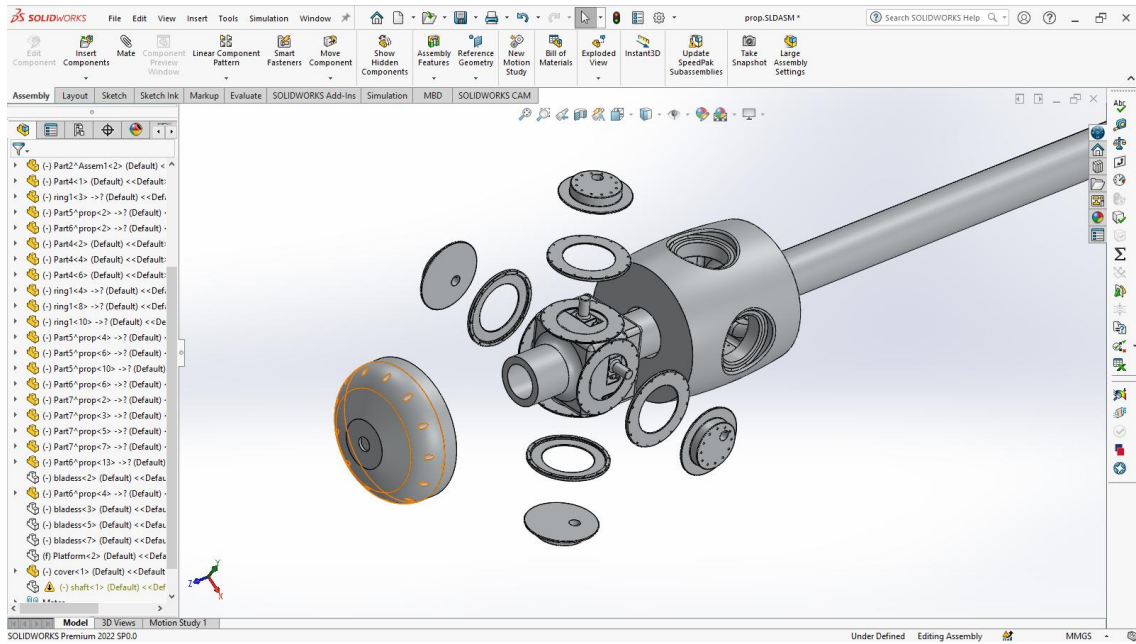 3S SOLIDWORKS File Edit View Insert Tools Simulation Window prop.SLDASM * Search SOLIDWORKS Help
Edit Component Insert Components Mate Component Preview Window Linear Component Pattern Smart Fasteners Move Component Show Hidden Components Assembly Features Reference Geometry New Motion Study Bill of Materials Exploded View Instant3D Update SpeedPak Subassemblies Take Snapshot Large Assembly Settings
Assembly Layout Sketch Sketch Ink Markup Evaluate SOLIDWORKS Add-Ins Simulation MBD SOLIDWORKS CAM
(-) Part2^Assem1<2> (Default) <
(-) Part4<1> (Default) <<Default
(-) ring1<3> ->? (Default) <<Def
(-) Part5^prop<2> ->? (Default)
(-) Part6^prop<2> ->? (Default)
(-) Part4<2> (Default) <<Default
(-) Part4<4> (Default) <<Default
(-) Part4<6> (Default) <<Default
(-) ring1<4> ->? (Default) <<Def
(-) ring1<8> ->? (Default) <<Def
(-) ring1<10> ->? (Default) <<De
(-) Part5^prop<4> ->? (Default)
(-) Part5^prop<6> ->? (Default)
(-) Part5^prop<10> ->? (Default)
(-) Part6^prop<6> ->? (Default)
(-) Part7^prop<2> ->? (Default)
(-) Part7^prop<3> ->? (Default)
(-) Part7^prop<5> ->? (Default)
(-) Part7^prop<7> ->? (Default)
(-) Part6^prop<13> ->? (Default)
(-) bladess<2> (Default) <<Defau
(-) Part6^prop<4> ->? (Default)
(-) bladess<3> (Default) <<Defau
(-) bladess<5> (Default) <<Defau
(-) bladess<7> (Default) <<Defau
(f) Platform<2> (Default) <<Defa
(-) cover<1> (Default) <<Default
(-) shaft<1> (Default) <<Def
Y
Z
X
Model 3D Views Motion Study 1
SOLIDWORKS Premium 2022 SP0.0 Under Defined Editing Assembly MMGS